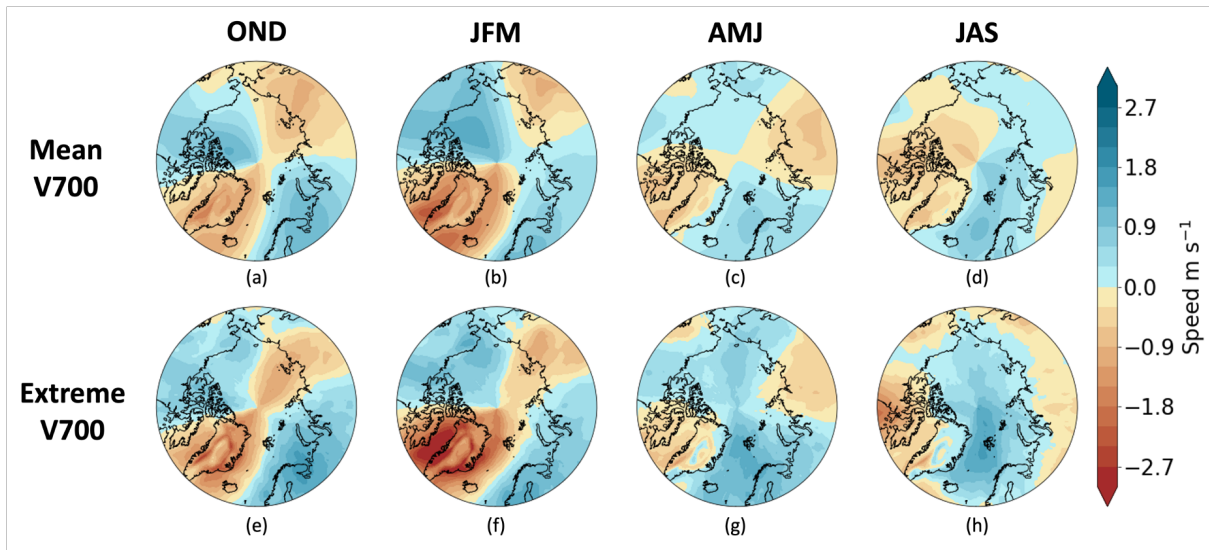 OND JFM AMJ JAS
Mean
V700
(a) (b) (c) (d)
Extreme
V700
(e) (f) (g) (h)
2.7
1.8
0.9
0.0
−0.9
−1.8
−2.7
Speed m s⁻¹